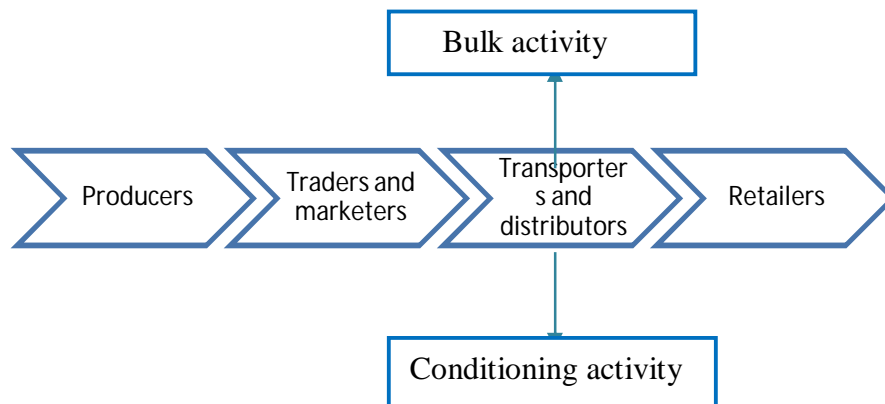 Bulk activity
Producers
Traders and
marketers
Transporter
s and
distributors
Retailers
Conditioning activity